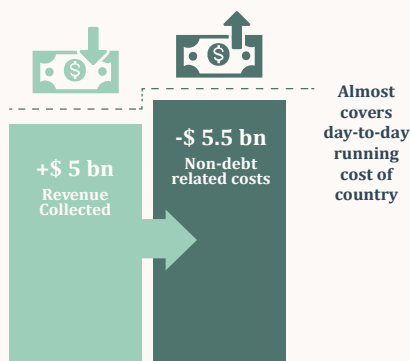 $
$
+$ 5 bn
Revenue
Collected
-$ 5.5 bn
Non-debt
related costs
Almost
covers
day-to-day
running
cost of
country